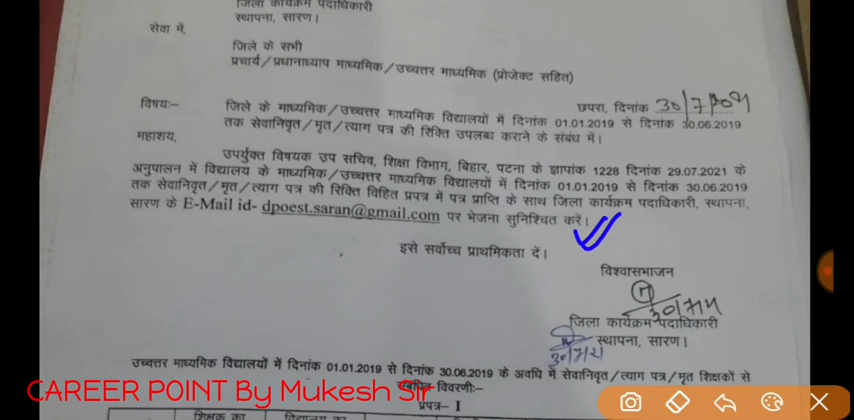 जिला कार्यक्रम पदाधिकारी
स्थापना, सारण।
सेवा में,
जिले के सभी
प्रचार्य/प्रधानाध्याप माध्यमिक/उच्चत्तर माध्यमिक (प्रोजेक्ट सहित)
छपरा, दिनांक 30/7/2021
विषयः- जिले के माध्यमिक/उच्चत्तर माध्यमिक विद्यालयों में दिनांक 01.01.2019 से दिनांक 30.06.2019
तक सेवानिवृत/मृत/त्याग पत्र की रिक्ति उपलब्ध कराने के संबंध में।
महाशय,
उपर्युक्त विषयक उप सचिव, शिक्षा विभाग, बिहार, पटना के ज्ञापांक 1228 दिनांक 29.07.2021 के
अनुपालन में विद्यालय के माध्यमिक/उच्चत्तर माध्यमिक विद्यालयों में दिनांक 01.01.2019 से दिनांक 30.06.2019
तक सेवानिवृत/मृत/त्याग पत्र की रिक्ति विहित प्रपत्र में पत्र प्राप्ति के साथ जिला कार्यक्रम पदाधिकारी, स्थापना,
सारण के E-Mail id- dpoest.saran@gmail.com पर भेजना सुनिश्चित करें।
इसे सर्वोच्च प्राथमिकता दें।
विश्वासभाजन
जिला कार्यक्रम पदाधिकारी
स्थापना, सारण।
उच्चत्तर माध्यमिक विद्यालयों में दिनांक 01.01.2019 से दिनांक 30.06.2019 के अवधि में सेवानिवृत/त्याग पत्र/मृत शिक्षकों से
संबंधित विवरणी:-
CAREER POINT By Mukesh Sir
प्रपत्र- I
शिक्षक का
विद्यालय का